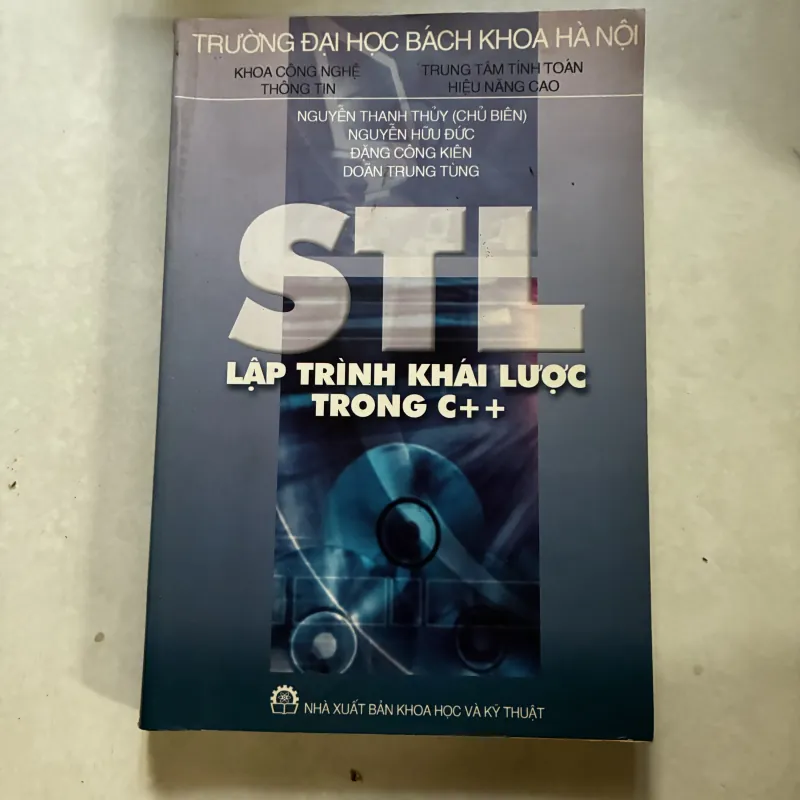 TRƯỜNG ĐẠI HỌC BÁCH KHOA HÀ NỘI
KHOA CÔNG NGHỆ
THÔNG TIN
TRUNG TÂM TÍNH TOÁN
HIỆU NĂNG CAO
NGUYỄN THANH THỦY (CHỦ BIÊN)
NGUYỄN HỮU ĐỨC
ĐẶNG CÔNG KIÊN
DOÃN TRUNG TÙNG
STL
LẬP TRÌNH KHÁI LƯỢC
TRONG C++
NHÀ XUẤT BẢN KHOA HỌC VÀ KỸ THUẬT